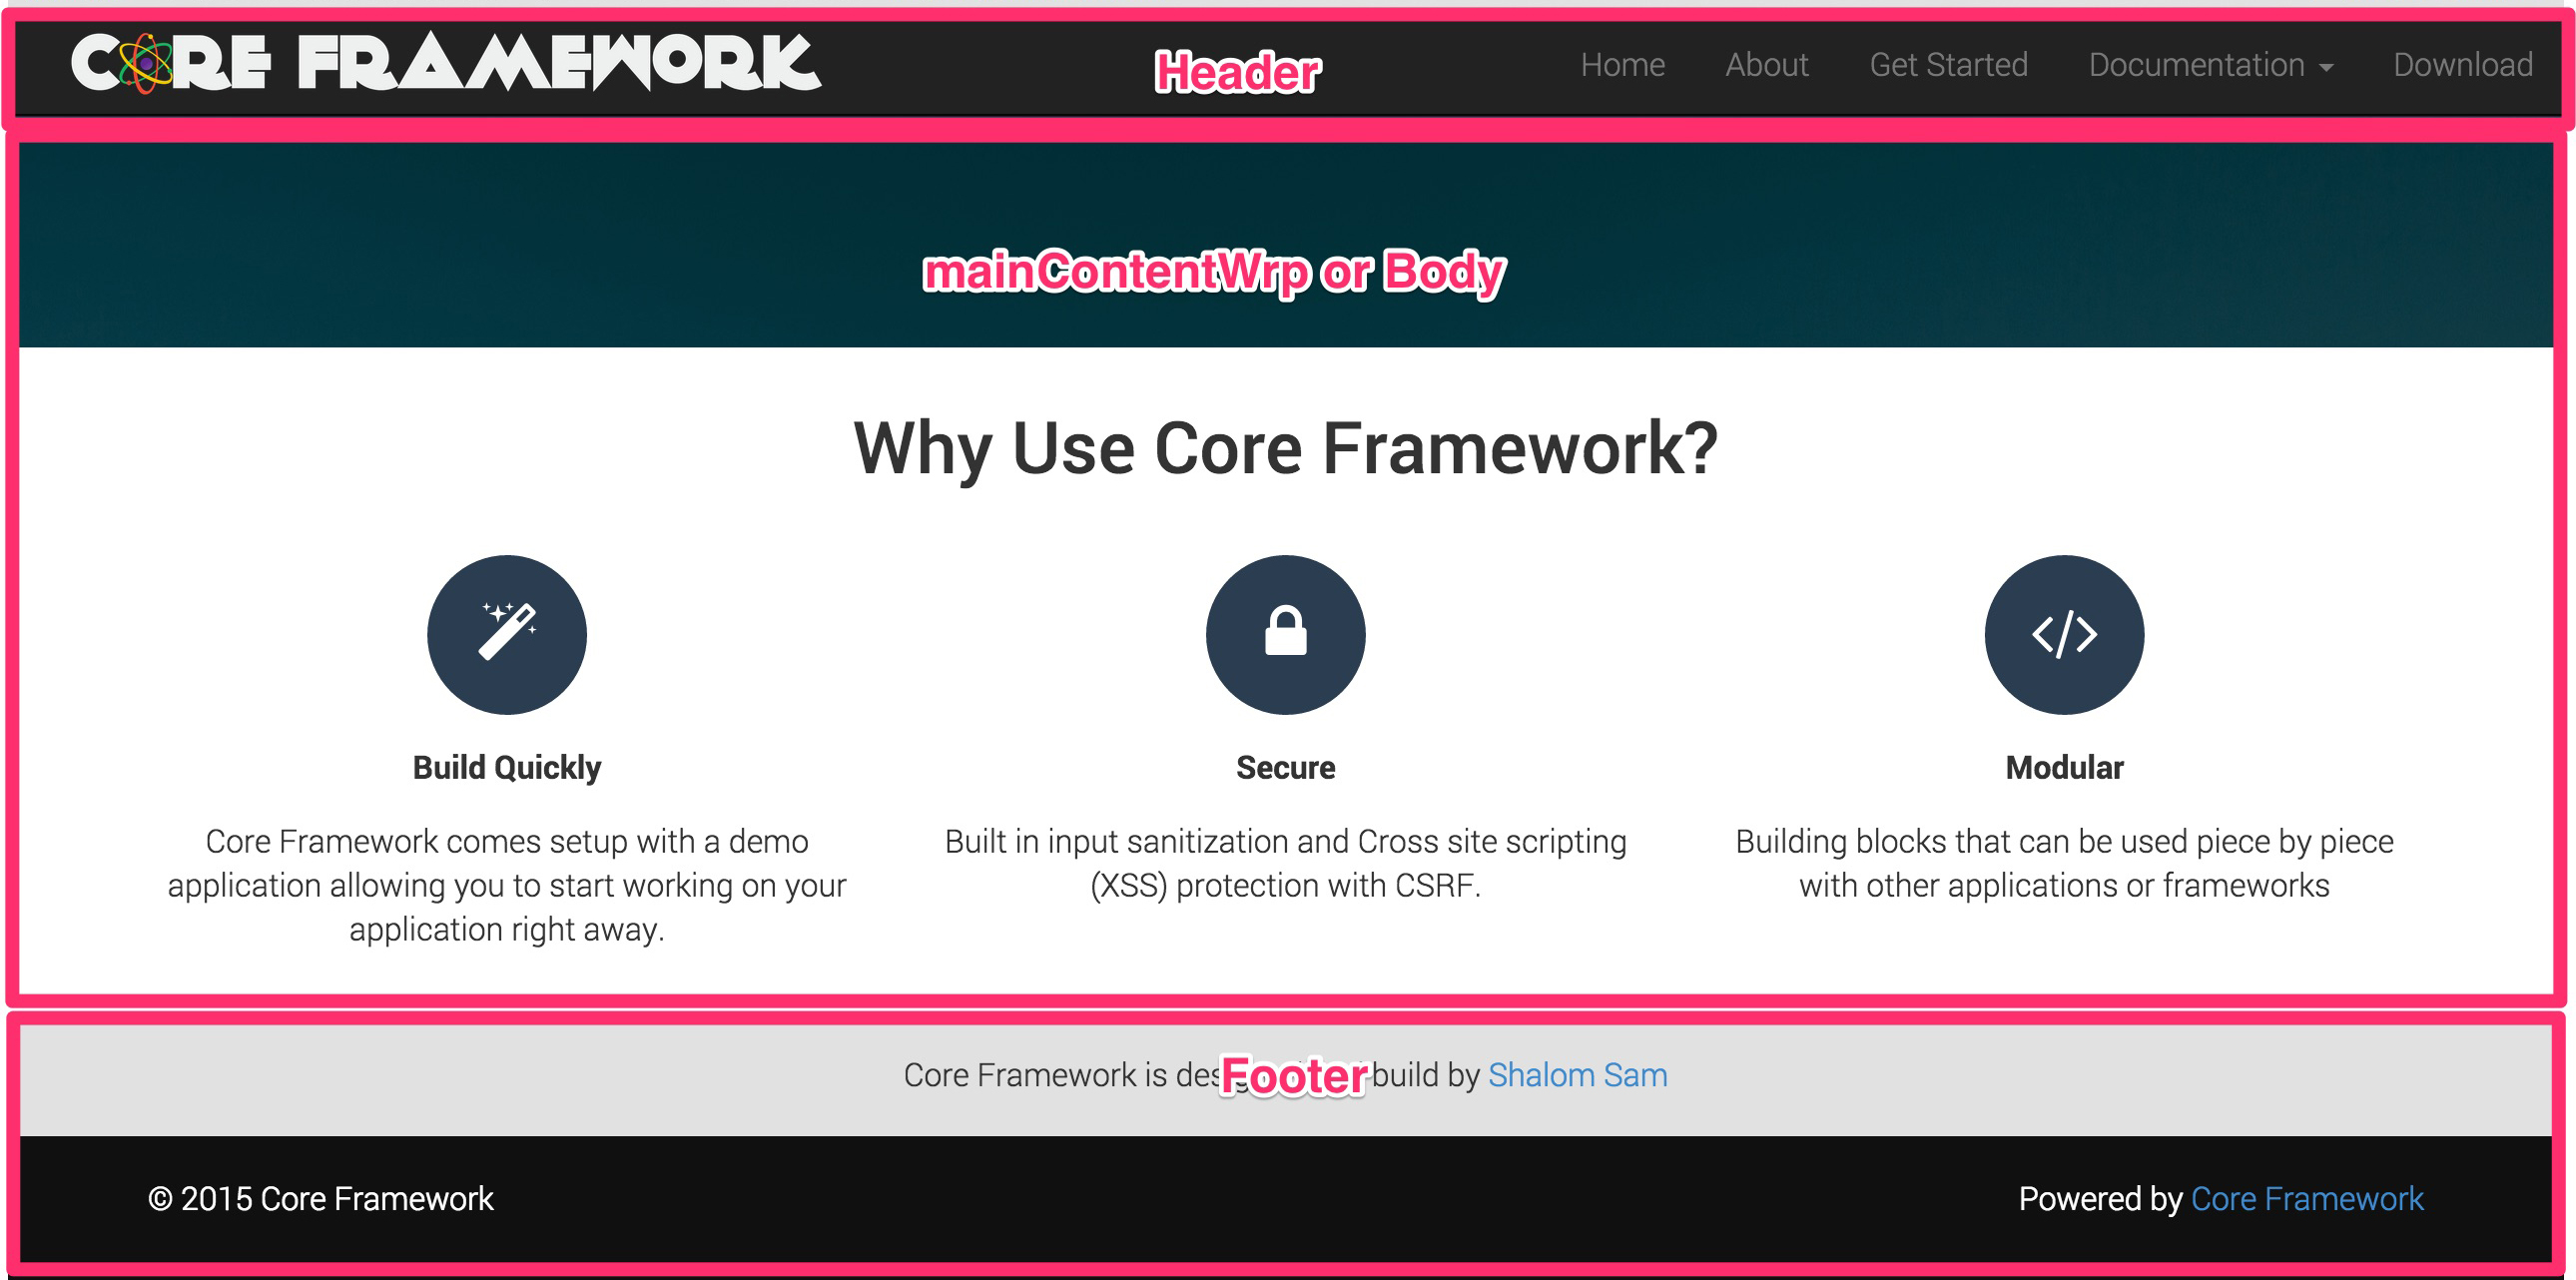 CORE FRAMEWORK
Header
Home About Get Started Documentation Download
mainContentWrp or Body
Why Use Core Framework?
Build Quickly
Core Framework comes setup with a demo
application allowing you to start working on your
application right away.
Secure
Built in input sanitization and Cross site scripting
(XSS) protection with CSRF.
Modular
Building blocks that can be used piece by piece
with other applications or frameworks
Core Framework is build by Shalom Sam
Footer
© 2015 Core Framework
Powered by Core Framework